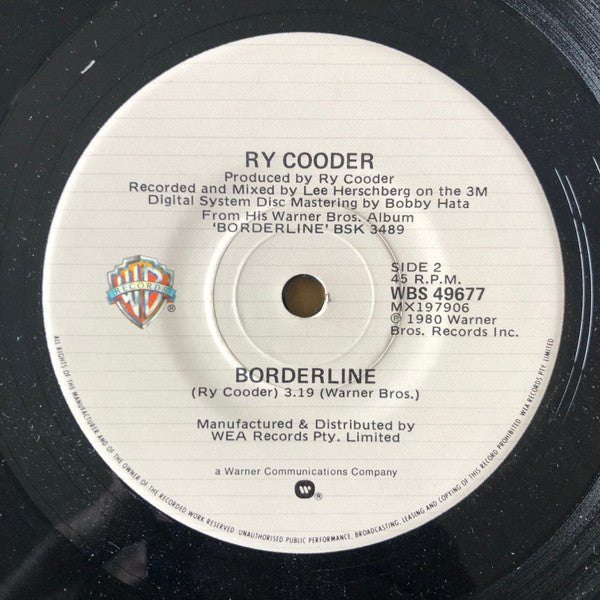 RY COODER
Produced by Ry Cooder
Recorded and Mixed by Lee Herschberg on the 3M
Digital System Disc Mastering by Bobby Hata
From His Warner Bros. Album
'BORDERLINE' BSK 3489
SIDE 2
45 R.P.M.
WBS 49677
MX197906
℗ 1980 Warner
Bros. Records Inc.
WB
RECORDS
®
BORDERLINE
(Ry Cooder) 3.19 (Warner Bros.)
Manufactured & Distributed by
WEA Records Pty. Limited
a Warner Communications Company
®
ALL RIGHTS OF THE MANUFACTURER AND OF THE OWNER OF THE RECORDED WORK RESERVED. UNAUTHORISED PUBLIC PERFORMANCE, BROADCASTING, LEASING AND COPYING OF THIS RECORD PROHIBITED. WEA RECORDS PTY LIMITED